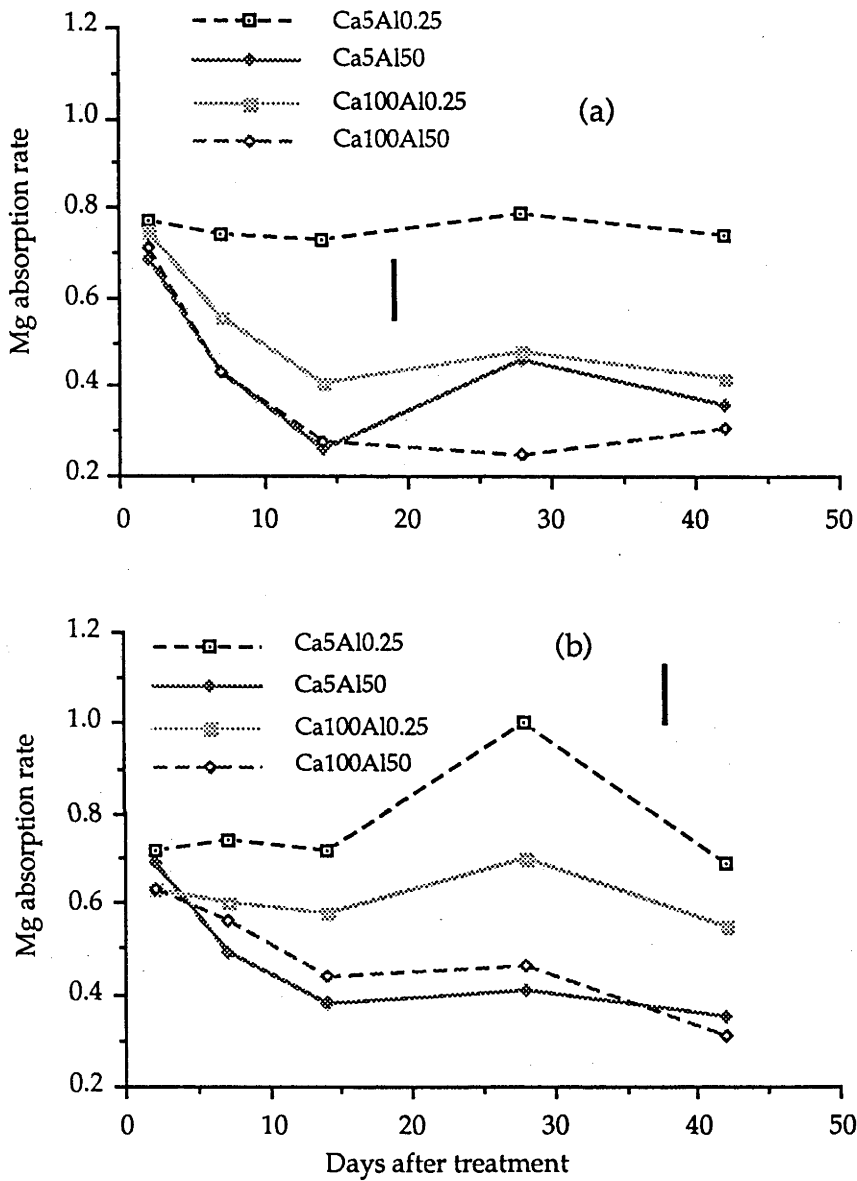 1.2
1.0
0.8
0.6
0.4
0.2
Mg absorption rate
Ca5Al0.25
Ca5Al50
Ca100Al0.25
Ca100Al50
(a)
0 10 20 30 40 50
1.2
1.0
0.8
0.6
0.4
0.2
Mg absorption rate
Ca5Al0.25
Ca5Al50
Ca100Al0.25
Ca100Al50
(b)
0 10 20 30 40 50
Days after treatment